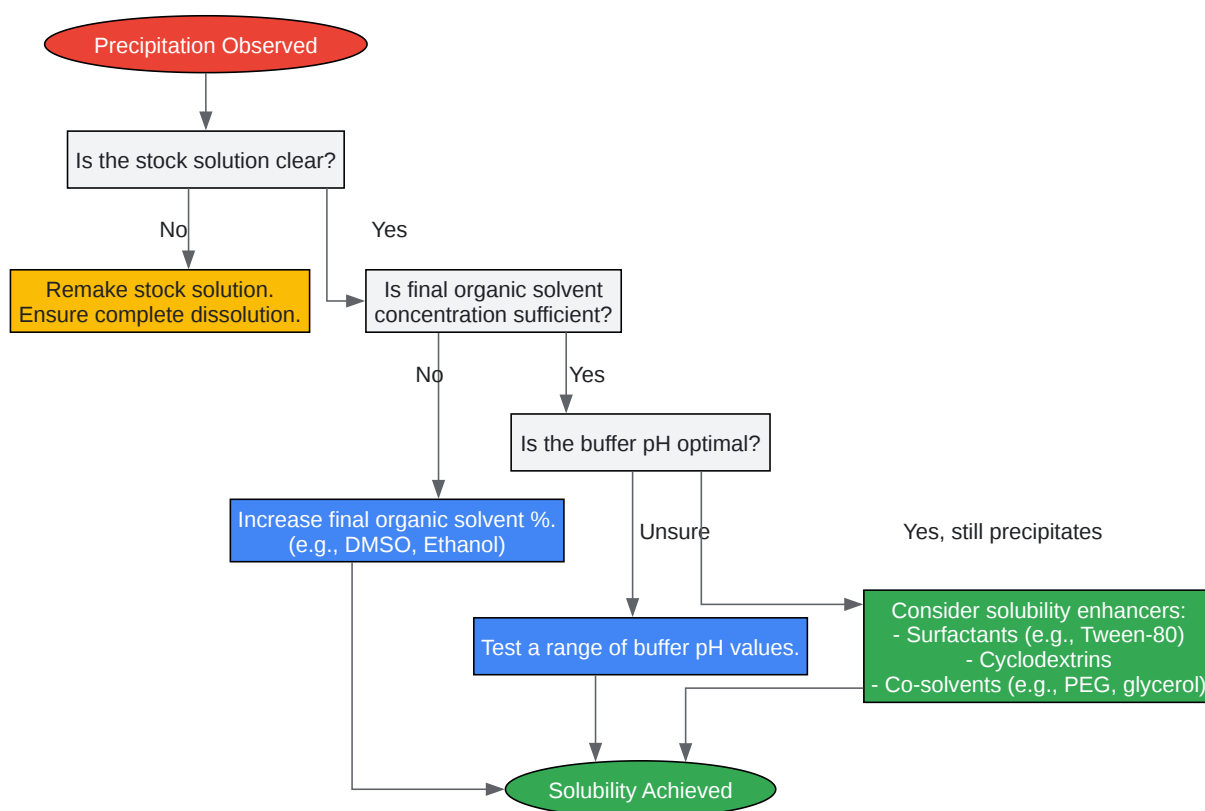 Precipitation Observed
Is the stock solution clear?
No
Yes
Remake stock solution.
Ensure complete dissolution.
Is final organic solvent
concentration sufficient?
No
Yes
Is the buffer pH optimal?
Increase final organic solvent %.
(e.g., DMSO, Ethanol)
Unsure
Yes, still precipitates
Consider solubility enhancers:
- Surfactants (e.g., Tween-80)
- Cyclodextrins
- Co-solvents (e.g., PEG, glycerol)
Test a range of buffer pH values.
Solubility Achieved